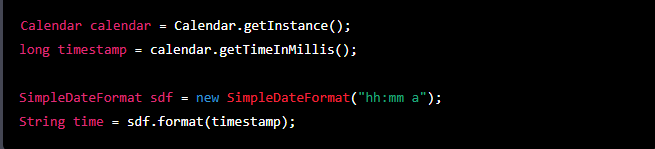 Calendar calendar = Calendar.getInstance();
long timestamp = calendar.getTimeInMillis();
SimpleDateFormat sdf = new SimpleDateFormat("hh:mm a");
String time = sdf.format(timestamp);